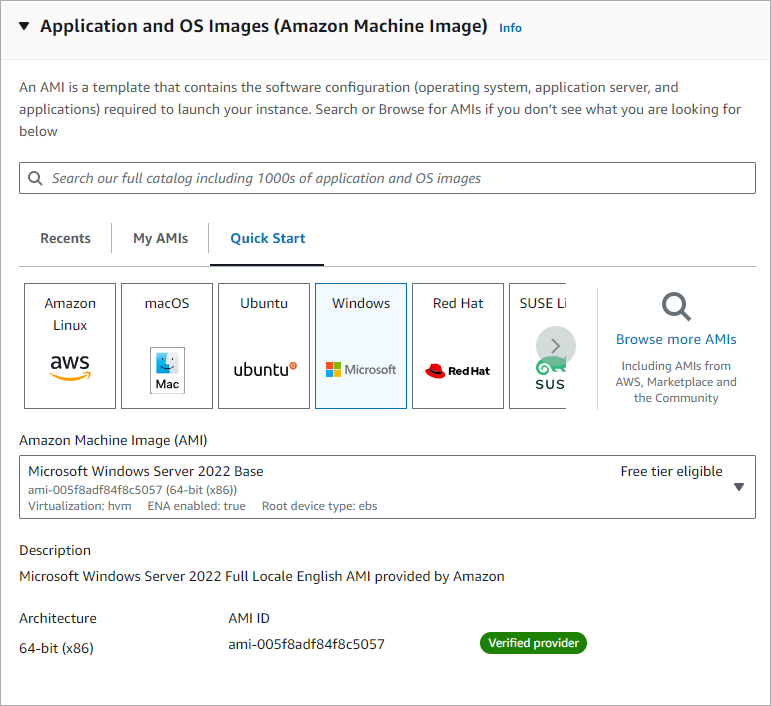 Application and OS Images (Amazon Machine Image) Info
An AMI is a template that contains the software configuration (operating system, application server, and
applications) required to launch your instance. Search or Browse for AMIs if you don’t see what you are looking for
below
Search our full catalog including 1000s of application and OS images
Recents
My AMIs
Quick Start
Amazon
Linux
aws
macOS
Mac
Ubuntu
ubuntu
Windows
Microsoft
Red Hat
Red Hat
SUSE Li
SUS
Browse more AMIs
Including AMIs from
AWS, Marketplace and
the Community
Amazon Machine Image (AMI)
Microsoft Windows Server 2022 Base
Free tier eligible
ami-005f8adf84f8c5057 (64-bit (x86))
Virtualization: hvm ENA enabled: true Root device type: ebs
Description
Microsoft Windows Server 2022 Full Locale English AMI provided by Amazon
Architecture
AMI ID
64-bit (x86)
ami-005f8adf84f8c5057
Verified provider